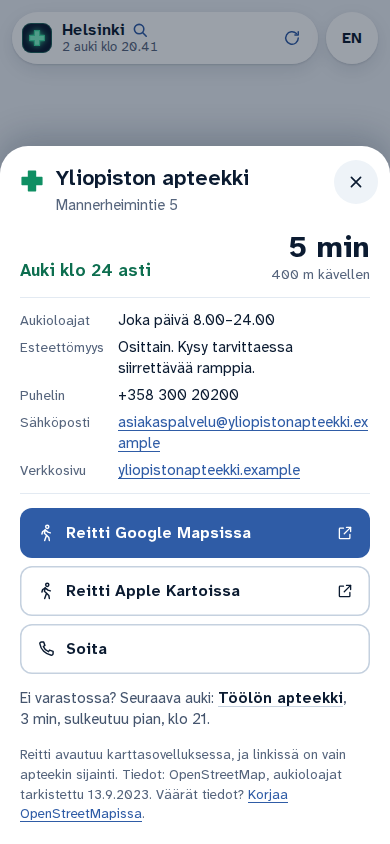 Helsinki
2 auki klo 20.41
EN
Yliopiston apteekki
Mannerheimintie 5
5 min
Auki klo 24 asti
400 m kävellen
Aukioloajat
Joka päivä 8.00–24.00
Esteettömyys
Osittain. Kysy tarvittaessa
siirrettävää ramppia.
Puhelin
+358 300 20200
Sähköposti
asiakaspalvelu@yliopistonapteekki.ex
ample
Verkkosivu
yliopistonapteekki.example
Reitti Google Mapsissa
Reitti Apple Kartoissa
Soita
Ei varastossa? Seuraava auki: Töölön apteekki,
3 min, sulkeutuu pian, klo 21.
Reitti avautuu karttasovelluksessa, ja linkissä on vain
apteekin sijainti. Tiedot: OpenStreetMap, aukioloajat
tarkistettu 13.9.2023. Väärät tiedot? Korjaa
OpenStreetMapissa.